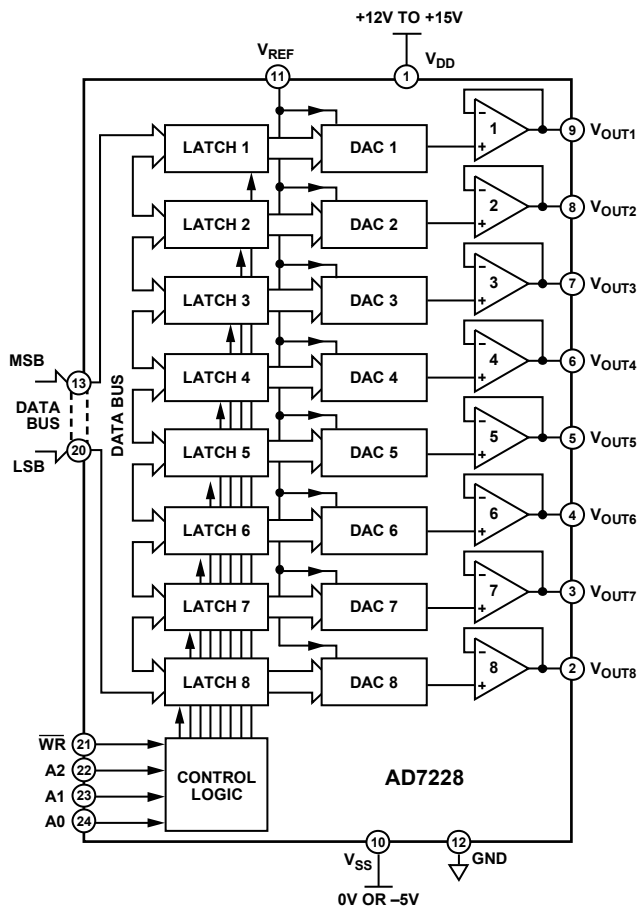 +12V TO +15V
VREF
VDD
11
1
LATCH 1
DAC 1
−
1
+
9
VOUT1
LATCH 2
DAC 2
−
2
+
8
VOUT2
LATCH 3
DAC 3
−
3
+
7
VOUT3
MSB
13
LATCH 4
DAC 4
−
4
+
6
VOUT4
DATA
BUS
DATA BUS
LSB
20
LATCH 5
DAC 5
−
5
+
5
VOUT5
LATCH 6
DAC 6
−
6
+
4
VOUT6
LATCH 7
DAC 7
−
7
+
3
VOUT7
LATCH 8
DAC 8
−
8
+
2
VOUT8
WR
21
A2
22
A1
23
A0
24
CONTROL
LOGIC
AD7228
10
12
VSS
GND
0V OR –5V